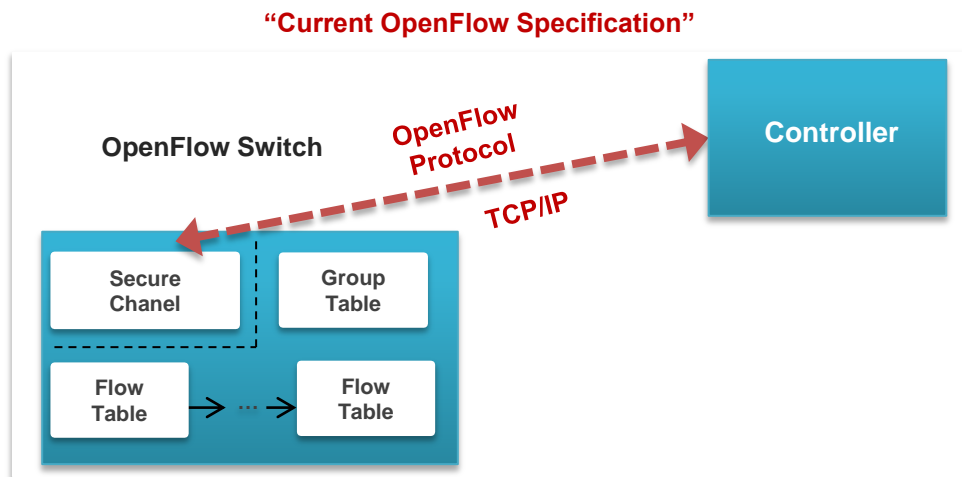 “Current OpenFlow Specification”
OpenFlow Switch
OpenFlow
Protocol
TCP/IP
Controller
Secure
Chanel
Group
Table
Flow
Table
...
Flow
Table